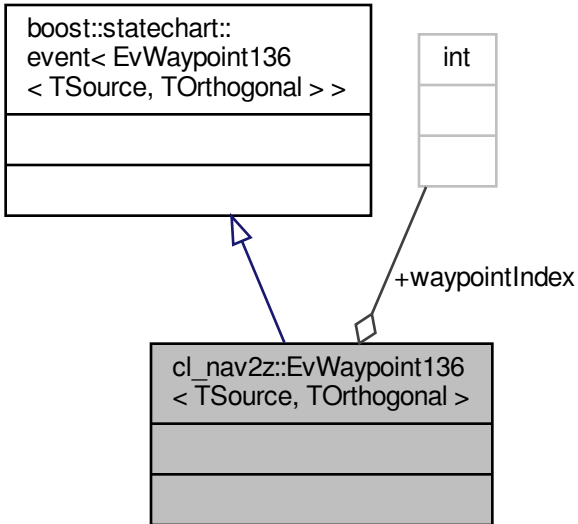 boost::statechart::
event< EvWaypoint136
< TSource, TOrthogonal > >
int
+waypointIndex
cl_nav2z::EvWaypoint136
< TSource, TOrthogonal >